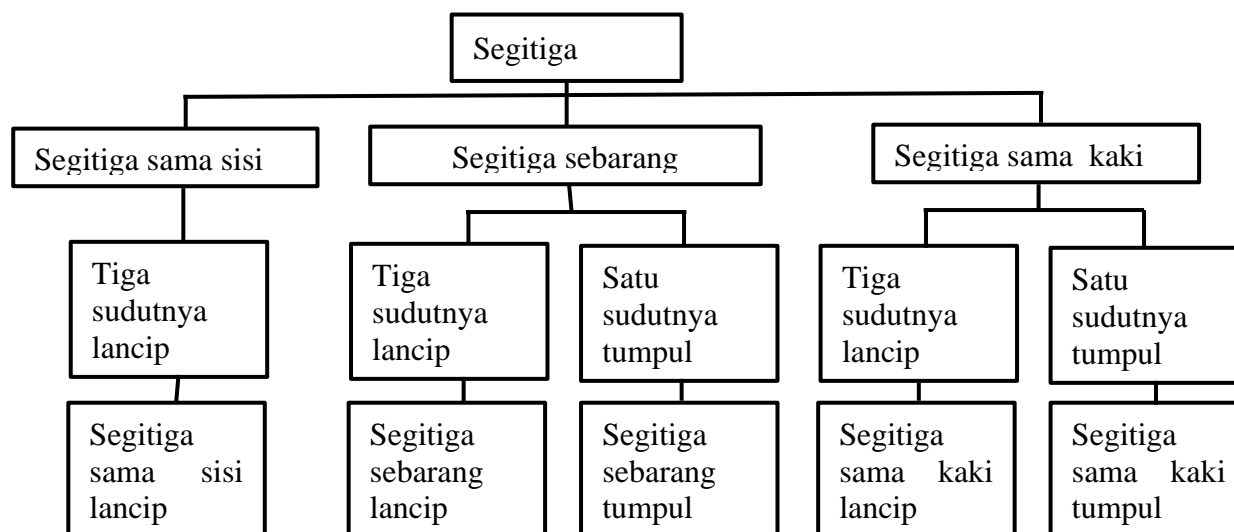 Segitiga
Segitiga sama sisi
Segitiga sebarang
Segitiga sama kaki
Tiga
sudutnya
lancip
Tiga
sudutnya
lancip
Satu
sudutnya
tumpul
Tiga
sudutnya
lancip
Satu
sudutnya
tumpul
Segitiga
sama sisi
lancip
Segitiga
sebarang
lancip
Segitiga
sebarang
tumpul
Segitiga
sama kaki
lancip
Segitiga
sama kaki
tumpul